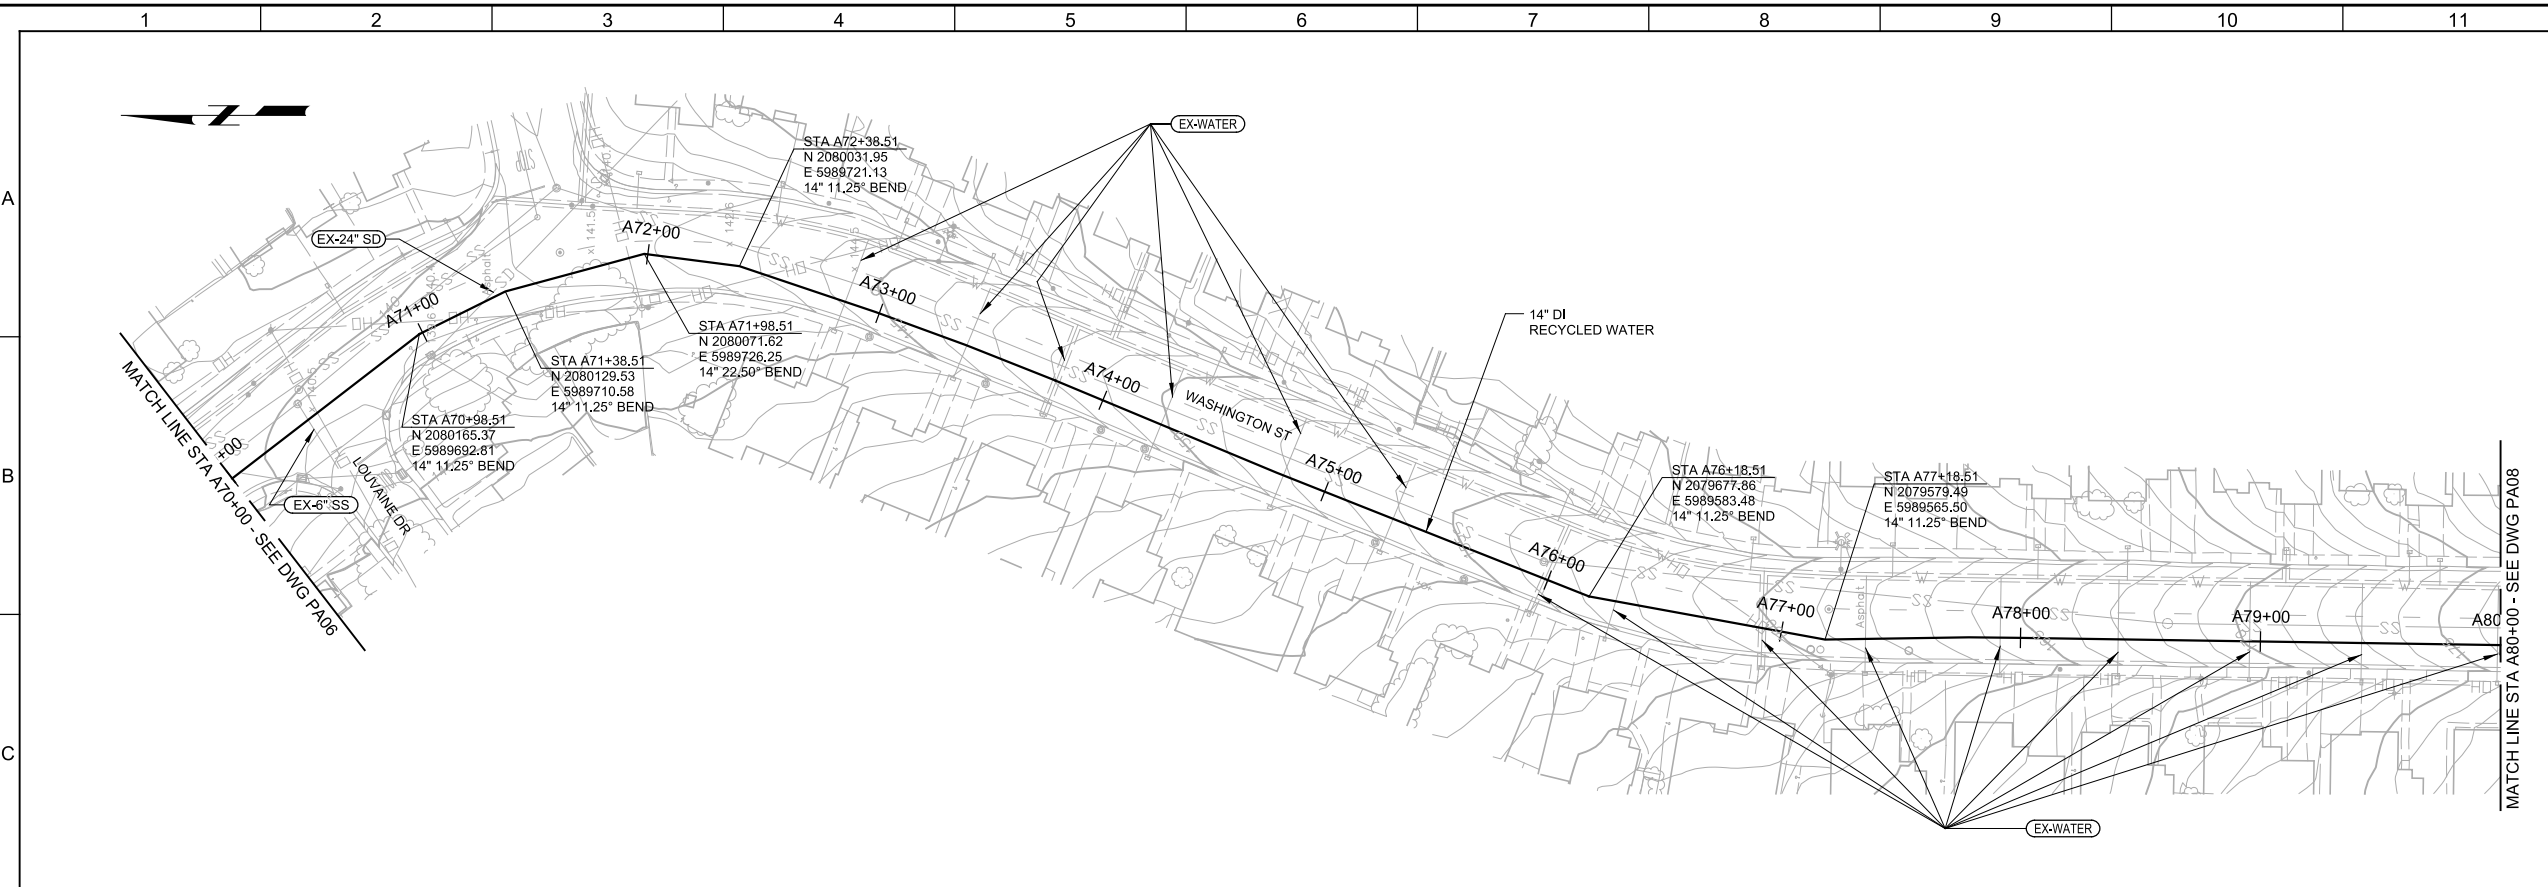 1
2
3
4
5
6
7
8
9
10
11
A
B
C
EX-WATER
STA A72+38.51
N 2080031.95
E 5989721.13
14" 11.25° BEND
EX-24" SD
A72+00
A71+00
A73+00
STA A71+98.51
N 2080071.62
E 5989726.25
14" 22.50° BEND
14" DI
RECYCLED WATER
STA A71+38.51
N 2080129.53
E 5989710.58
14" 11.25° BEND
A74+00
WASHINGTON ST
STA A70+98.51
N 2080165.37
E 5989692.81
14" 11.25° BEND
+00
MATCH LINE STA A70+00 - SEE DWG PA06
LOUVAINE DR
EX-6" SS
A75+00
STA A76+18.51
N 2079677.86
E 5989583.48
14" 11.25° BEND
STA A77+18.51
N 2079579.49
E 5989565.50
14" 11.25° BEND
A76+00
A77+00
Asphalt
A78+00
A79+00
A80
MATCH LINE STA A80+00 - SEE DWG PA08
EX-WATER